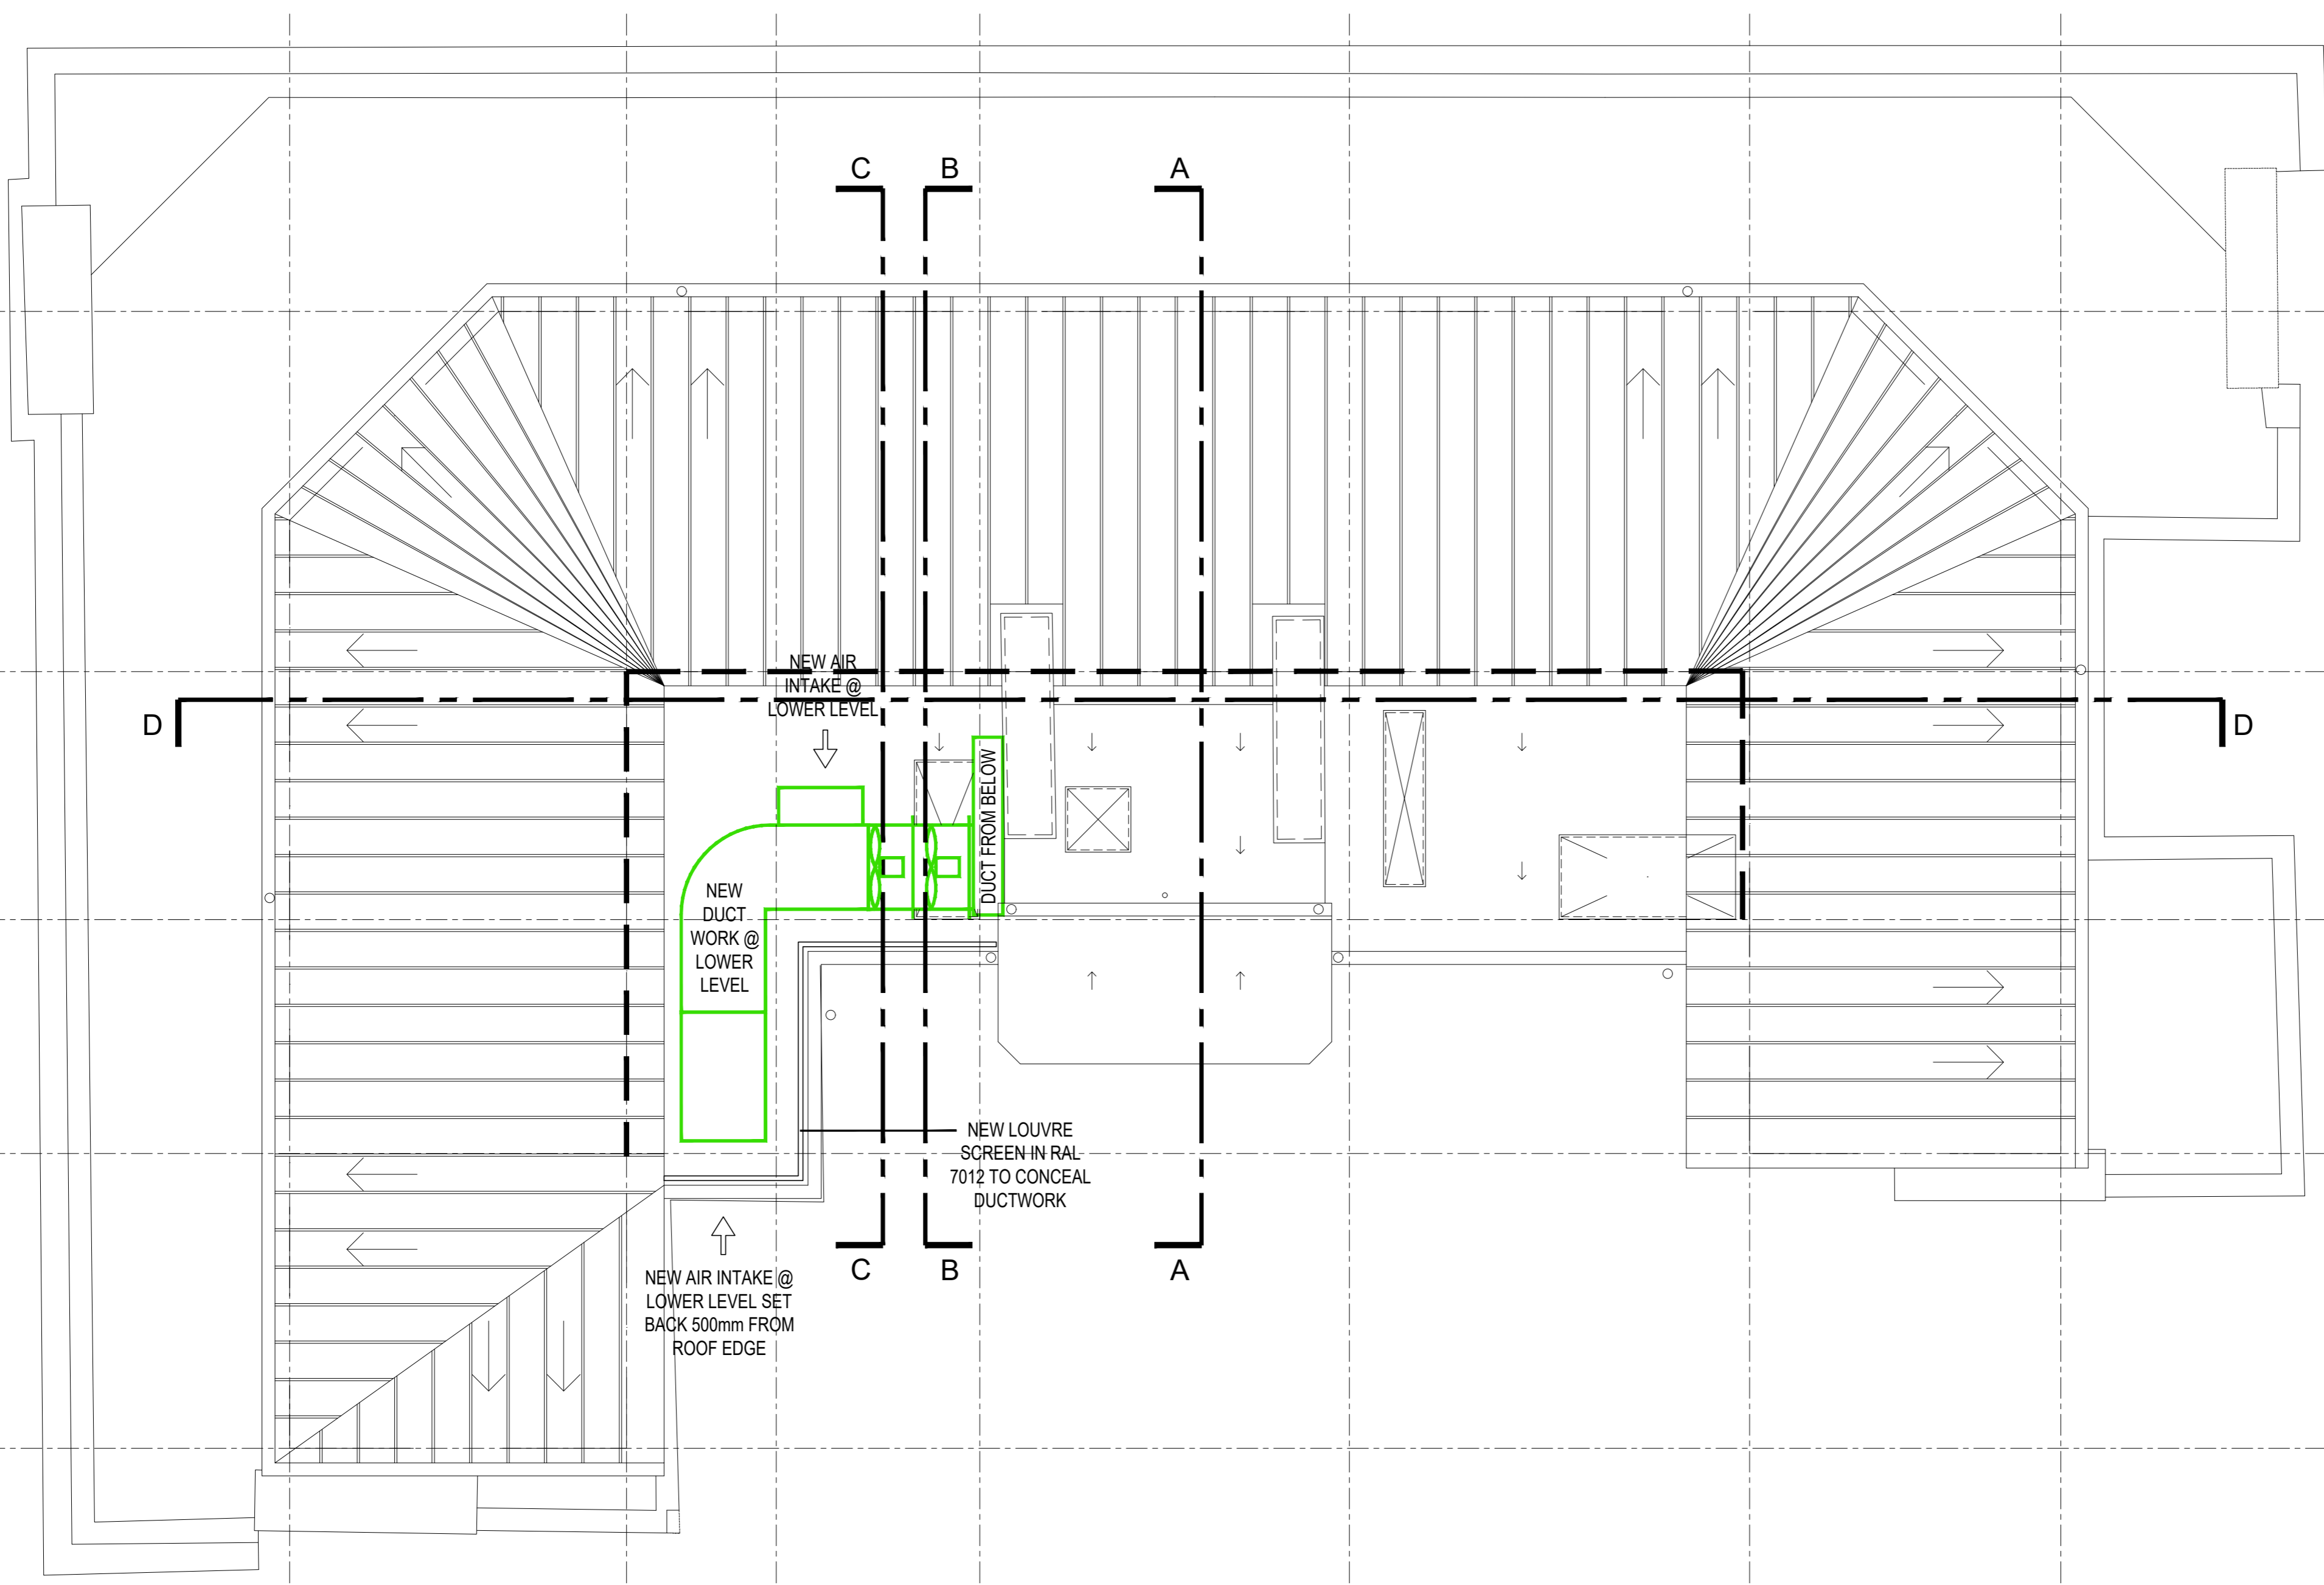 C
B
A
NEW AIR
INTAKE @
LOWER LEVEL
D
D
DUCT FROM BELOW
NEW
DUCT
WORK @
LOWER
LEVEL
NEW LOUVRE
SCREEN IN RAL
7012 TO CONCEAL
DUCTWORK
C
B
A
NEW AIR INTAKE @
LOWER LEVEL SET
BACK 500mm FROM
ROOF EDGE